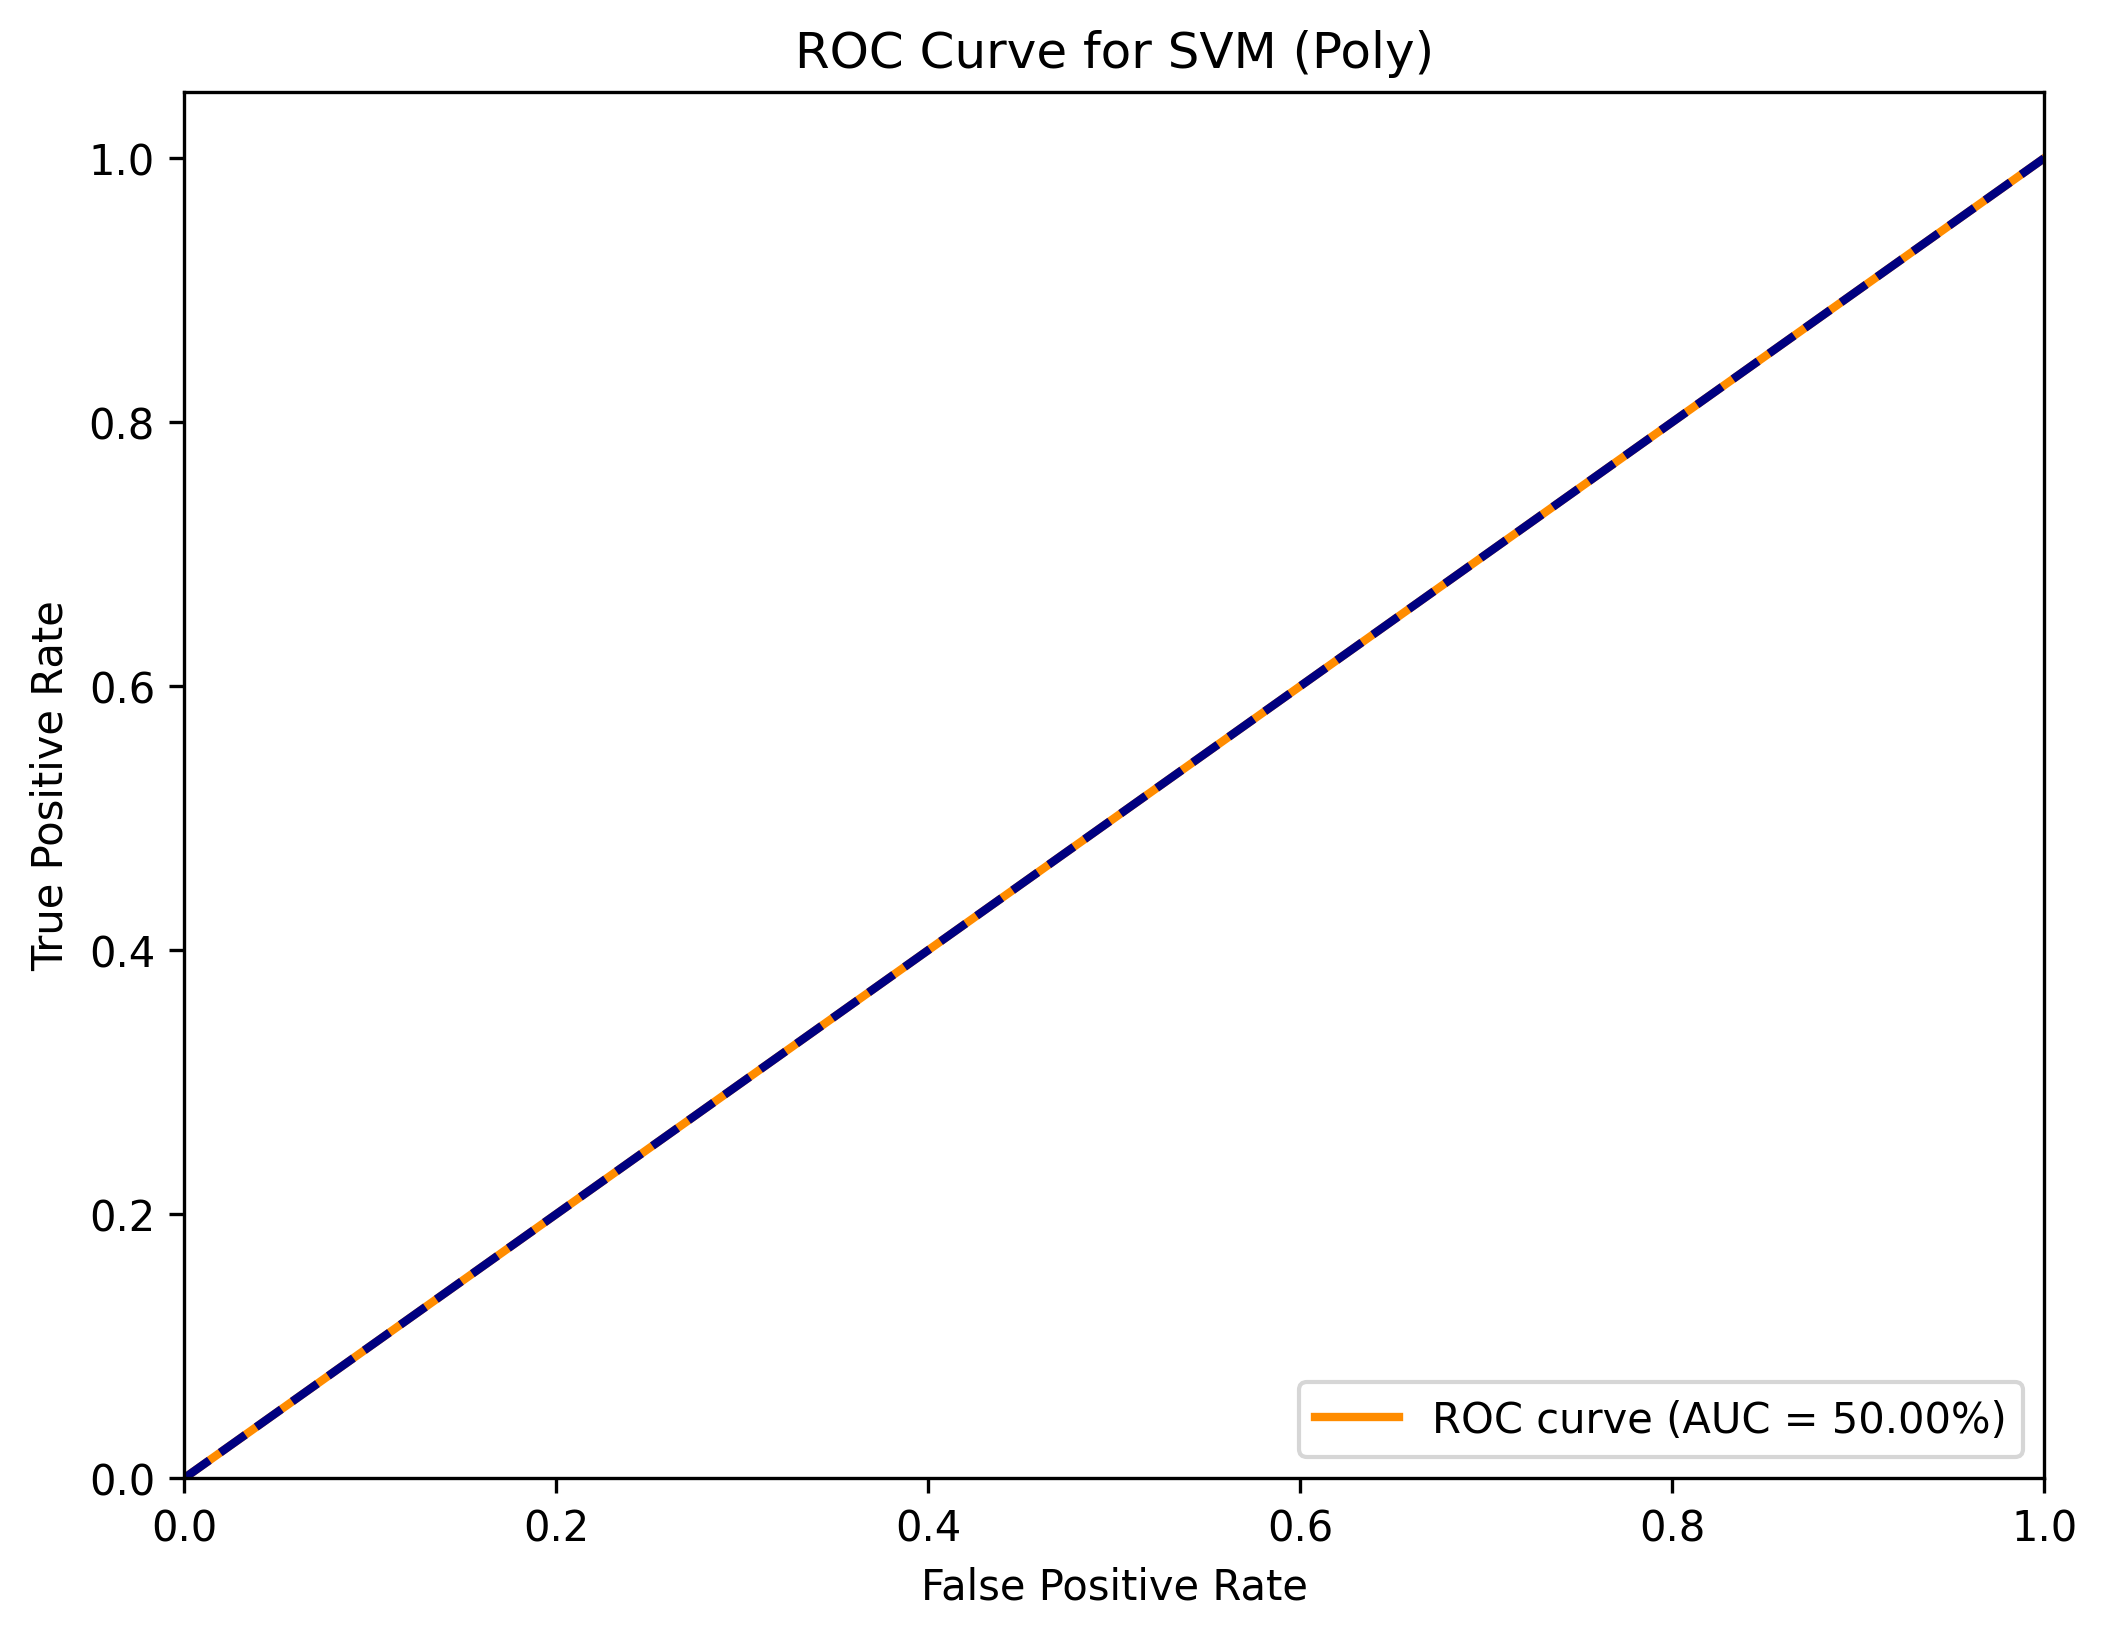 ROC Curve for SVM (Poly)
True Positive Rate
1.0
0.8
0.6
0.4
0.2
0.0
ROC curve (AUC = 50.00%)
0.0 0.2 0.4 0.6 0.8 1.0
False Positive Rate